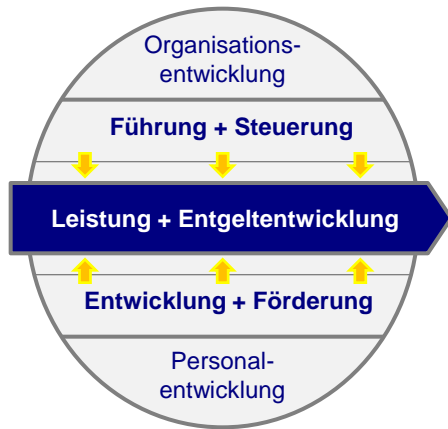 Organisations-
entwicklung
Führung + Steuerung
Leistung + Entgeltentwicklung
Entwicklung + Förderung
Personal-
entwicklung